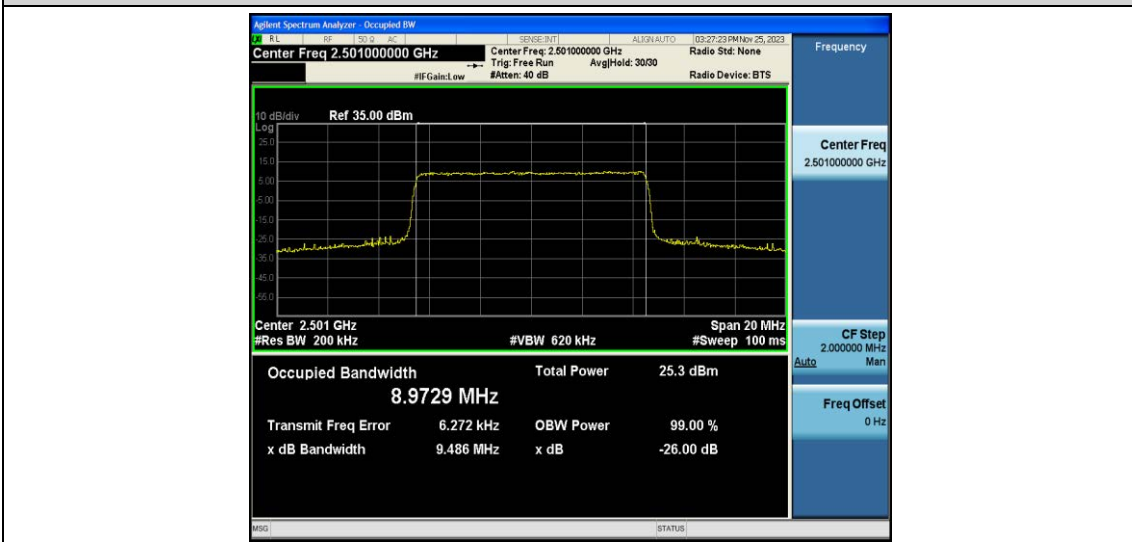 Agilent Spectrum Analyzer - Occupied BW
RL RF 50 Ω AC SENSE:INT ALIGN AUTO 03:27:23 PM Nov 25, 2023
Center Freq 2.501000000 GHz
Center Freq: 2.501000000 GHz
Radio Std: None
Trig: Free Run Avg|Hold: 30/30
#IFGain:Low
#Atten: 40 dB
Radio Device: BTS
10 dB/div Ref 35.00 dBm
Log
25.0
15.0
5.00
-5.00
-15.0
-25.0
-35.0
-45.0
-55.0
Center 2.501 GHz Span 20 MHz
#Res BW 200 kHz #VBW 620 kHz #Sweep 100 ms
Occupied Bandwidth Total Power 25.3 dBm
8.9729 MHz
Transmit Freq Error 6.272 kHz OBW Power 99.00 %
x dB Bandwidth 9.486 MHz x dB -26.00 dB
MSG STATUS
Frequency
Center Freq
2.501000000 GHz
CF Step
2.000000 MHz
Auto Man
Freq Offset
0 Hz